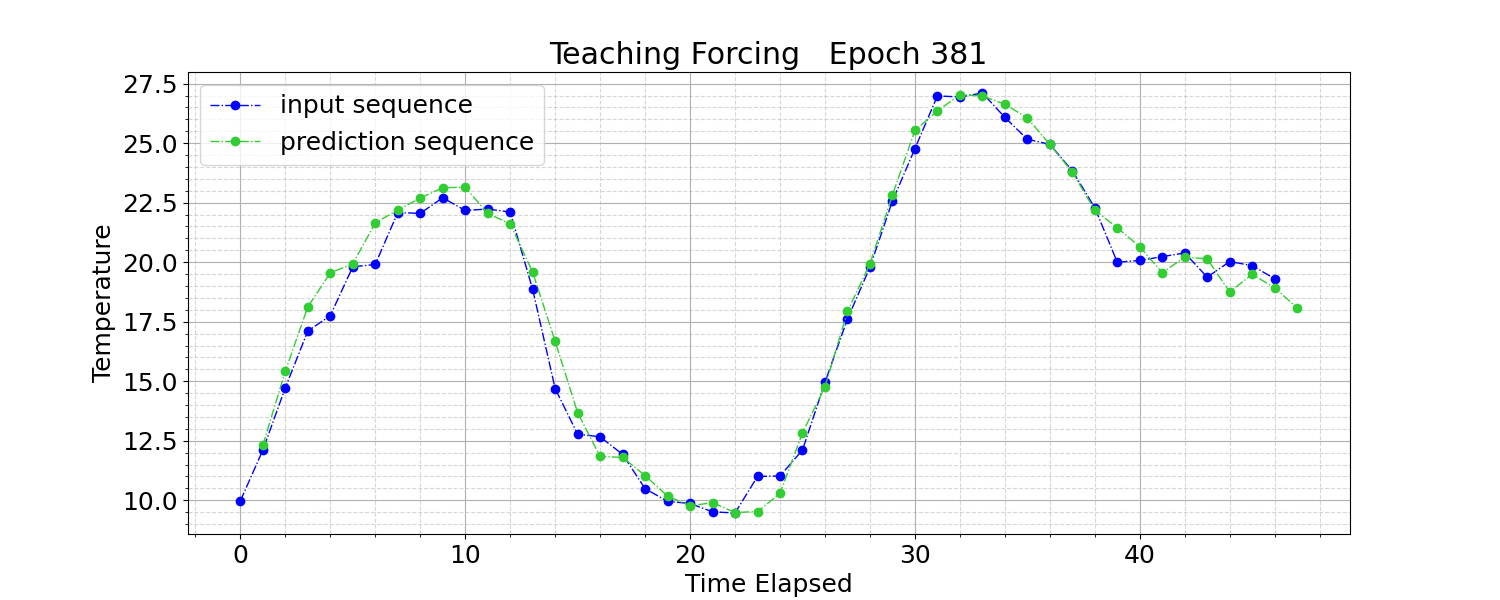 Teaching Forcing   Epoch 381
input sequence
prediction sequence
Temperature
27.5
25.0
22.5
20.0
17.5
15.0
12.5
10.0
0 10 20 30 40
Time Elapsed